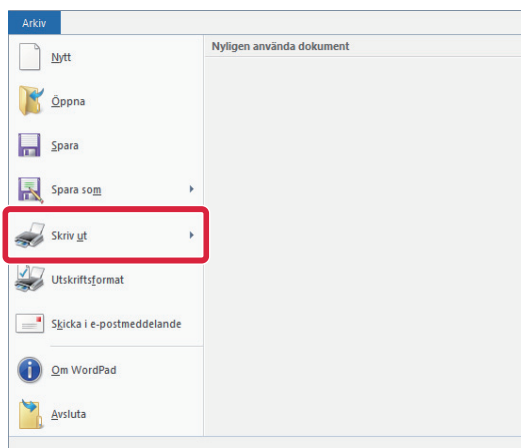 Arkiv
Nyligen använda dokument
Nytt
Öppna
Spara
Spara som
Skriv ut
Utskriftsformat
Skicka i e-postmeddelande
Om WordPad
Avsluta